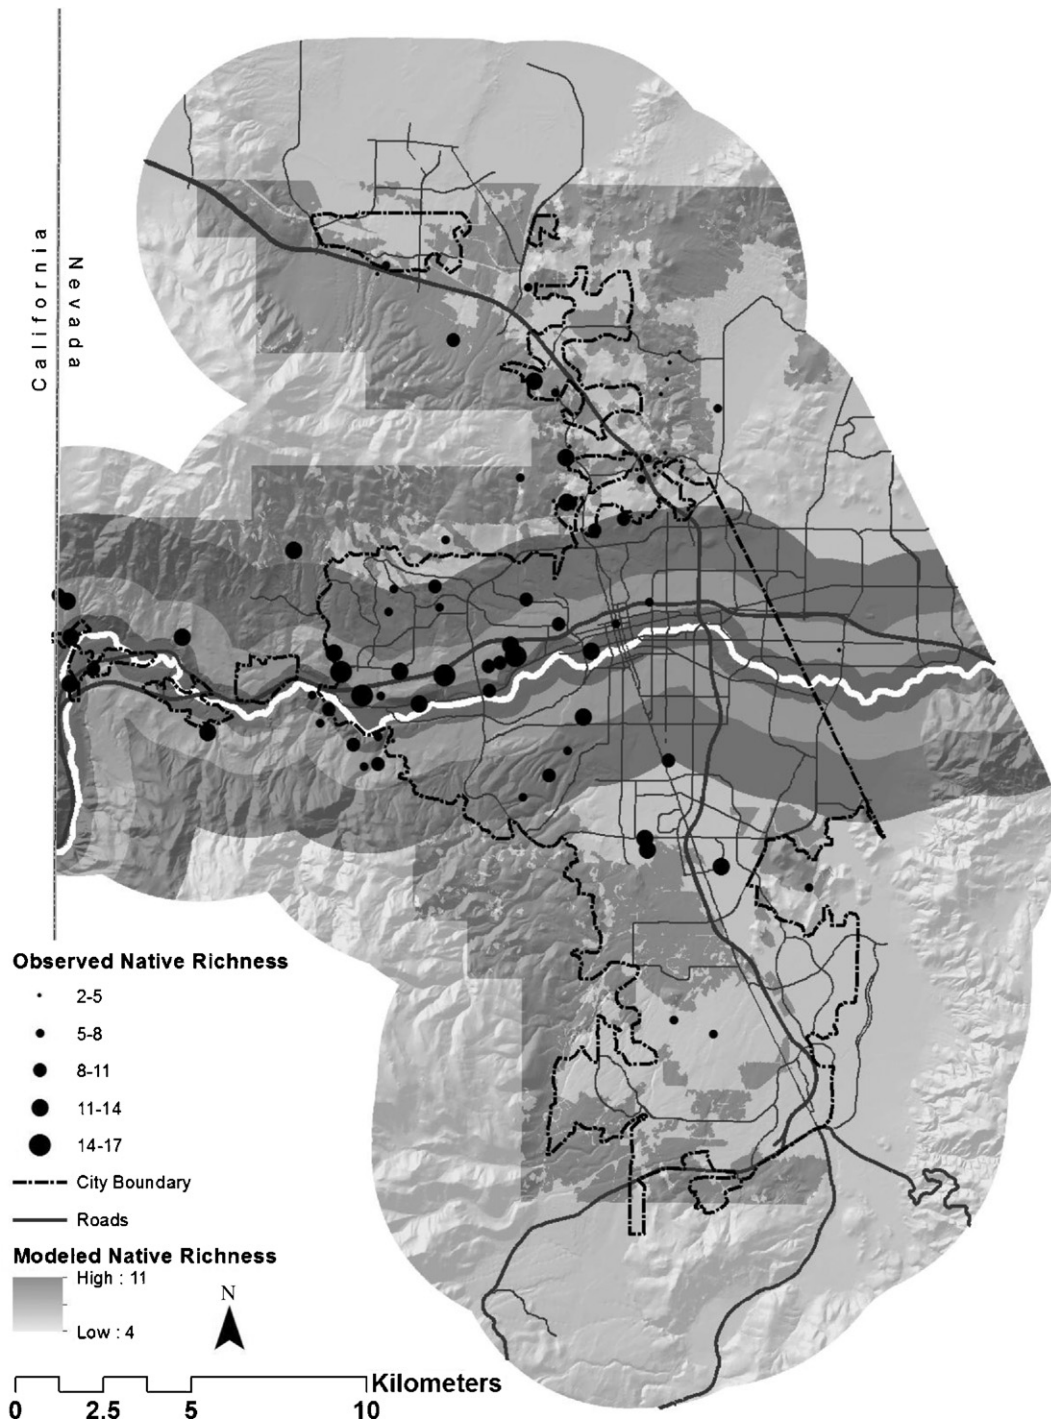 California
Nevada
Observed Native Richness
2-5
5-8
8-11
11-14
14-17
City Boundary
Roads
Modeled Native Richness
High : 11
Low : 4
N
Kilometers
0 2.5 5 10